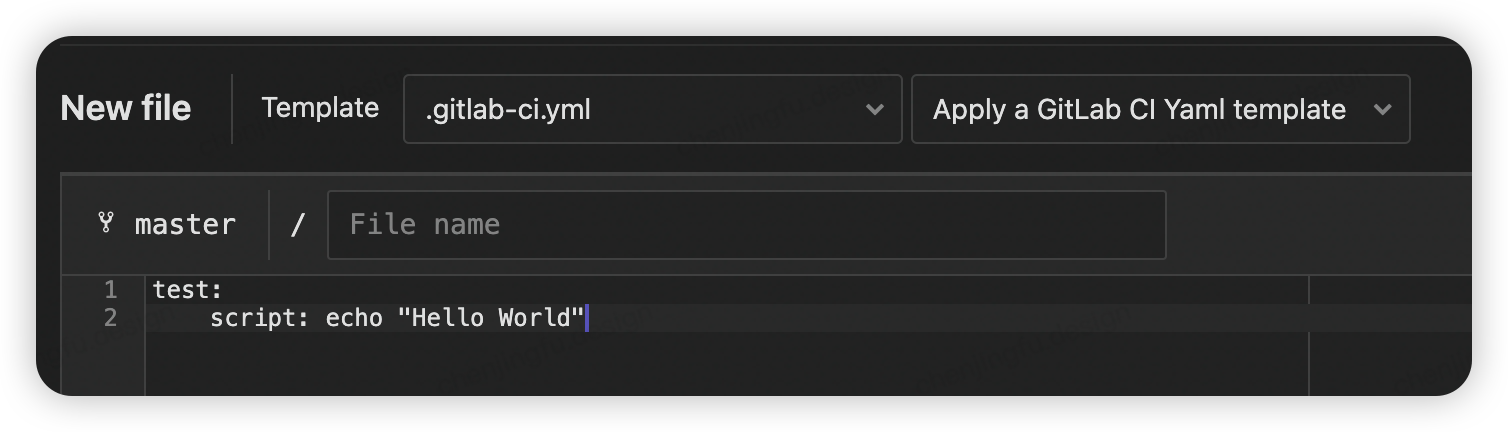 New file
Template
.gitlab-ci.yml
Apply a GitLab CI Yaml template
master
/
File name
1 test:
2     script: echo "Hello World"